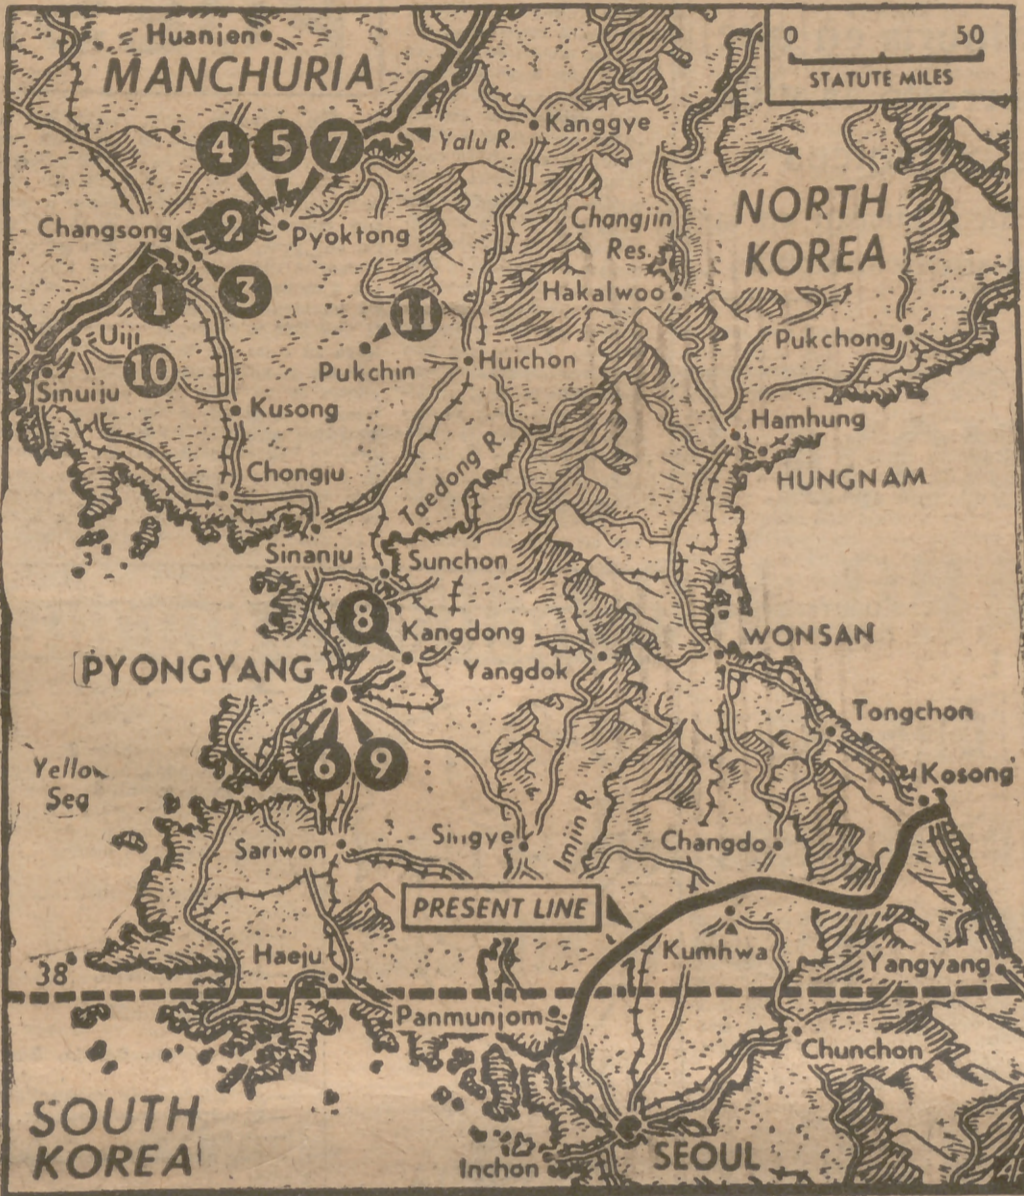 Huanjen
MANCHURIA
0 50
STATUTE MILES
4 5 7
Yalu R.
Kanggye
NORTH
KOREA
Changjin
Res.
Changsong
2
Pyoktong
1
3
Hakalwoo
11
Uiji
10
Pukchin
Huichon
Pukchong
Sinuiju
Kusong
Hamhung
Chongju
Taedong R.
HUNGNAM
Sinanju
Sunchon
8
Kangdong
WONSAN
PYONGYANG
Yangdok
Tongchon
6 9
Yellow
Sea
Kosong
Sariwon
Singye
Imjin R
Changdo
PRESENT LINE
Haeju
Kumhwa
Yangyang
38°
Panmunjom
Chunchon
SOUTH
KOREA
SEOUL
Inchon